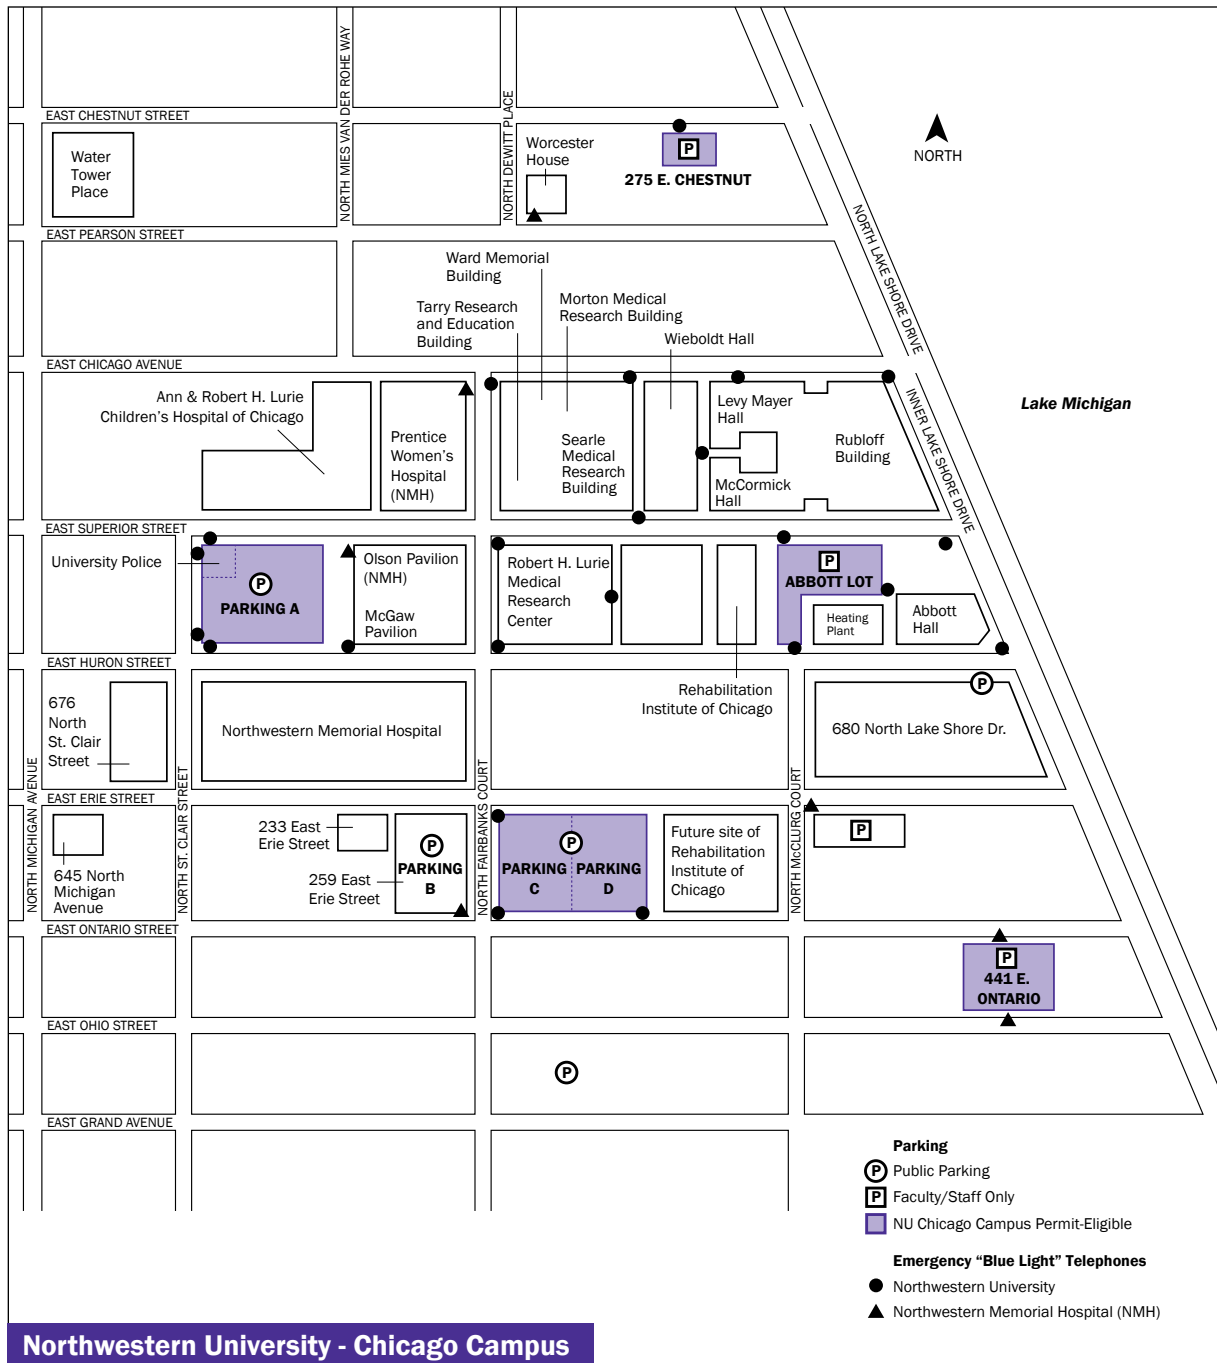 EAST CHESTNUT STREET
NORTH MIES VAN DER ROHE WAY
NORTH DEWITT PLACE
Water
Tower
Place
Worcester
House
P
275 E. CHESTNUT
NORTH
EAST PEARSON STREET
NORTH LAKE SHORE DRIVE
Ward Memorial
Building
Tarry Research
and Education
Building
Morton Medical
Research Building
Wieboldt Hall
EAST CHICAGO AVENUE
Ann & Robert H. Lurie
Children's Hospital of Chicago
Prentice
Women's
Hospital
(NMH)
Searle
Medical
Research
Building
Levy Mayer
Hall
McCormick
Hall
Rubloff
Building
INNER LAKE SHORE DRIVE
Lake Michigan
EAST SUPERIOR STREET
University Police
P
PARKING A
Olson Pavilion
(NMH)
McGaw
Pavilion
Robert H. Lurie
Medical
Research
Center
P
ABBOTT LOT
Heating
Plant
Abbott
Hall
EAST HURON STREET
676
North
St. Clair
Street
Northwestern Memorial Hospital
Rehabilitation
Institute of Chicago
P
680 North Lake Shore Dr.
NORTH MICHIGAN AVENUE
NORTH ST. CLAIR STREET
NORTH FAIRBANKS COURT
NORTH McCLURG COURT
EAST ERIE STREET
645 North
Michigan
Avenue
233 East
Erie Street
259 East
Erie Street
P
PARKING
B
P
PARKING
C
PARKING
D
Future site of
Rehabilitation
Institute of
Chicago
P
EAST ONTARIO STREET
P
441 E.
ONTARIO
EAST OHIO STREET
P
EAST GRAND AVENUE
Parking
P Public Parking
P Faculty/Staff Only
NU Chicago Campus Permit-Eligible
Emergency “Blue Light” Telephones
Northwestern University
Northwestern Memorial Hospital (NMH)
Northwestern University - Chicago Campus